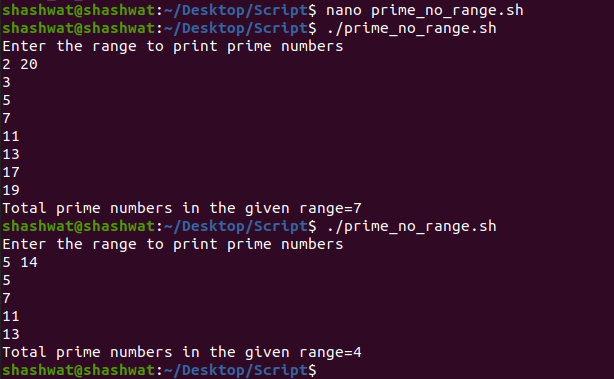 shashwat@shashwat:~/Desktop/Script$ nano prime_no_range.sh
shashwat@shashwat:~/Desktop/Script$ ./prime_no_range.sh
Enter the range to print prime numbers
2 20
3
5
7
11
13
17
19
Total prime numbers in the given range=7
shashwat@shashwat:~/Desktop/Script$ ./prime_no_range.sh
Enter the range to print prime numbers
5 14
5
7
11
13
Total prime numbers in the given range=4
shashwat@shashwat:~/Desktop/Script$